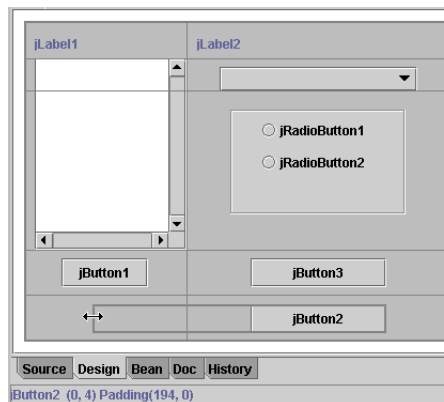 jLabel1 jLabel2
jRadioButton1
jRadioButton2
jButton1 jButton3
jButton2
Source Design Bean Doc History
jButton2 (0, 4) Padding(194, 0)